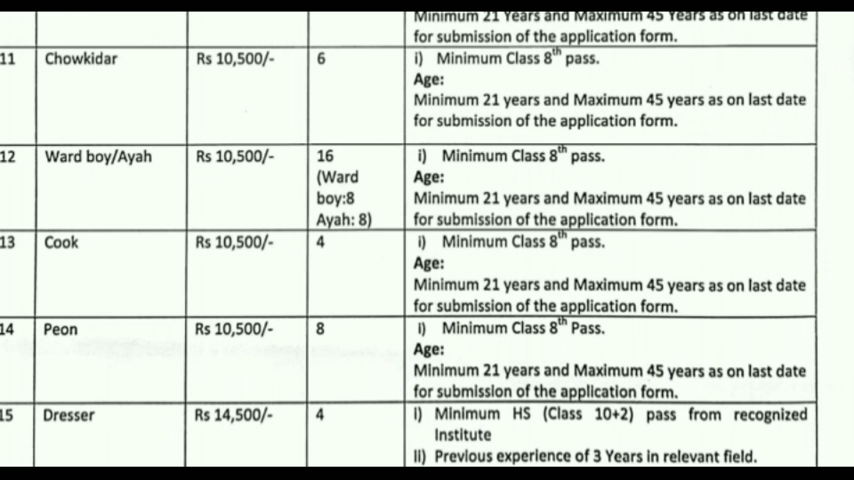 Minimum 21 Years and Maximum 45 Years as on last date
for submission of the application form.
11 Chowkidar Rs 10,500/- 6 i) Minimum Class 8th pass.
Age:
Minimum 21 years and Maximum 45 years as on last date
for submission of the application form.
12 Ward boy/Ayah Rs 10,500/- 16 i) Minimum Class 8th pass.
(Ward Age:
boy:8 Minimum 21 years and Maximum 45 years as on last date
Ayah: 8) for submission of the application form.
13 Cook Rs 10,500/- 4 i) Minimum Class 8th pass.
Age:
Minimum 21 years and Maximum 45 years as on last date
for submission of the application form.
14 Peon Rs 10,500/- 8 i) Minimum Class 8th Pass.
Age:
Minimum 21 years and Maximum 45 years as on last date
for submission of the application form.
15 Dresser Rs 14,500/- 4 i) Minimum HS (Class 10+2) pass from recognized
Institute
II) Previous experience of 3 Years in relevant field.